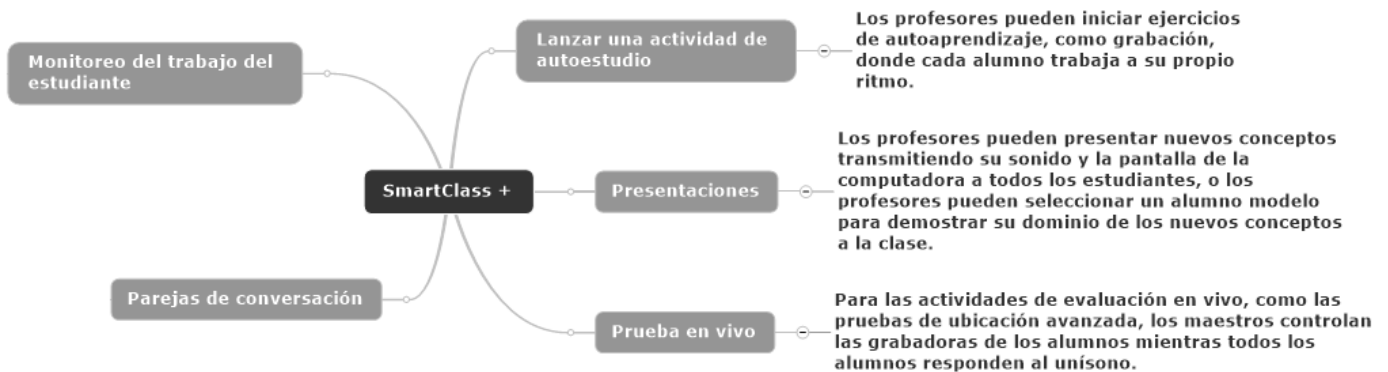 Monitoreo del trabajo del
estudiante
Lanzar una actividad de
autoestudio
Los profesores pueden iniciar ejercicios
de autoaprendizaje, como grabación,
donde cada alumno trabaja a su propio
ritmo.
SmartClass +
Presentaciones
Los profesores pueden presentar nuevos conceptos
transmitiendo su sonido y la pantalla de la
computadora a todos los estudiantes, o los
profesores pueden seleccionar un alumno modelo
para demostrar su dominio de los nuevos conceptos
a la clase.
Parejas de conversación
Prueba en vivo
Para las actividades de evaluación en vivo, como las
pruebas de ubicación avanzada, los maestros controlan
las grabadoras de los alumnos mientras todos los
alumnos responden al unísono.